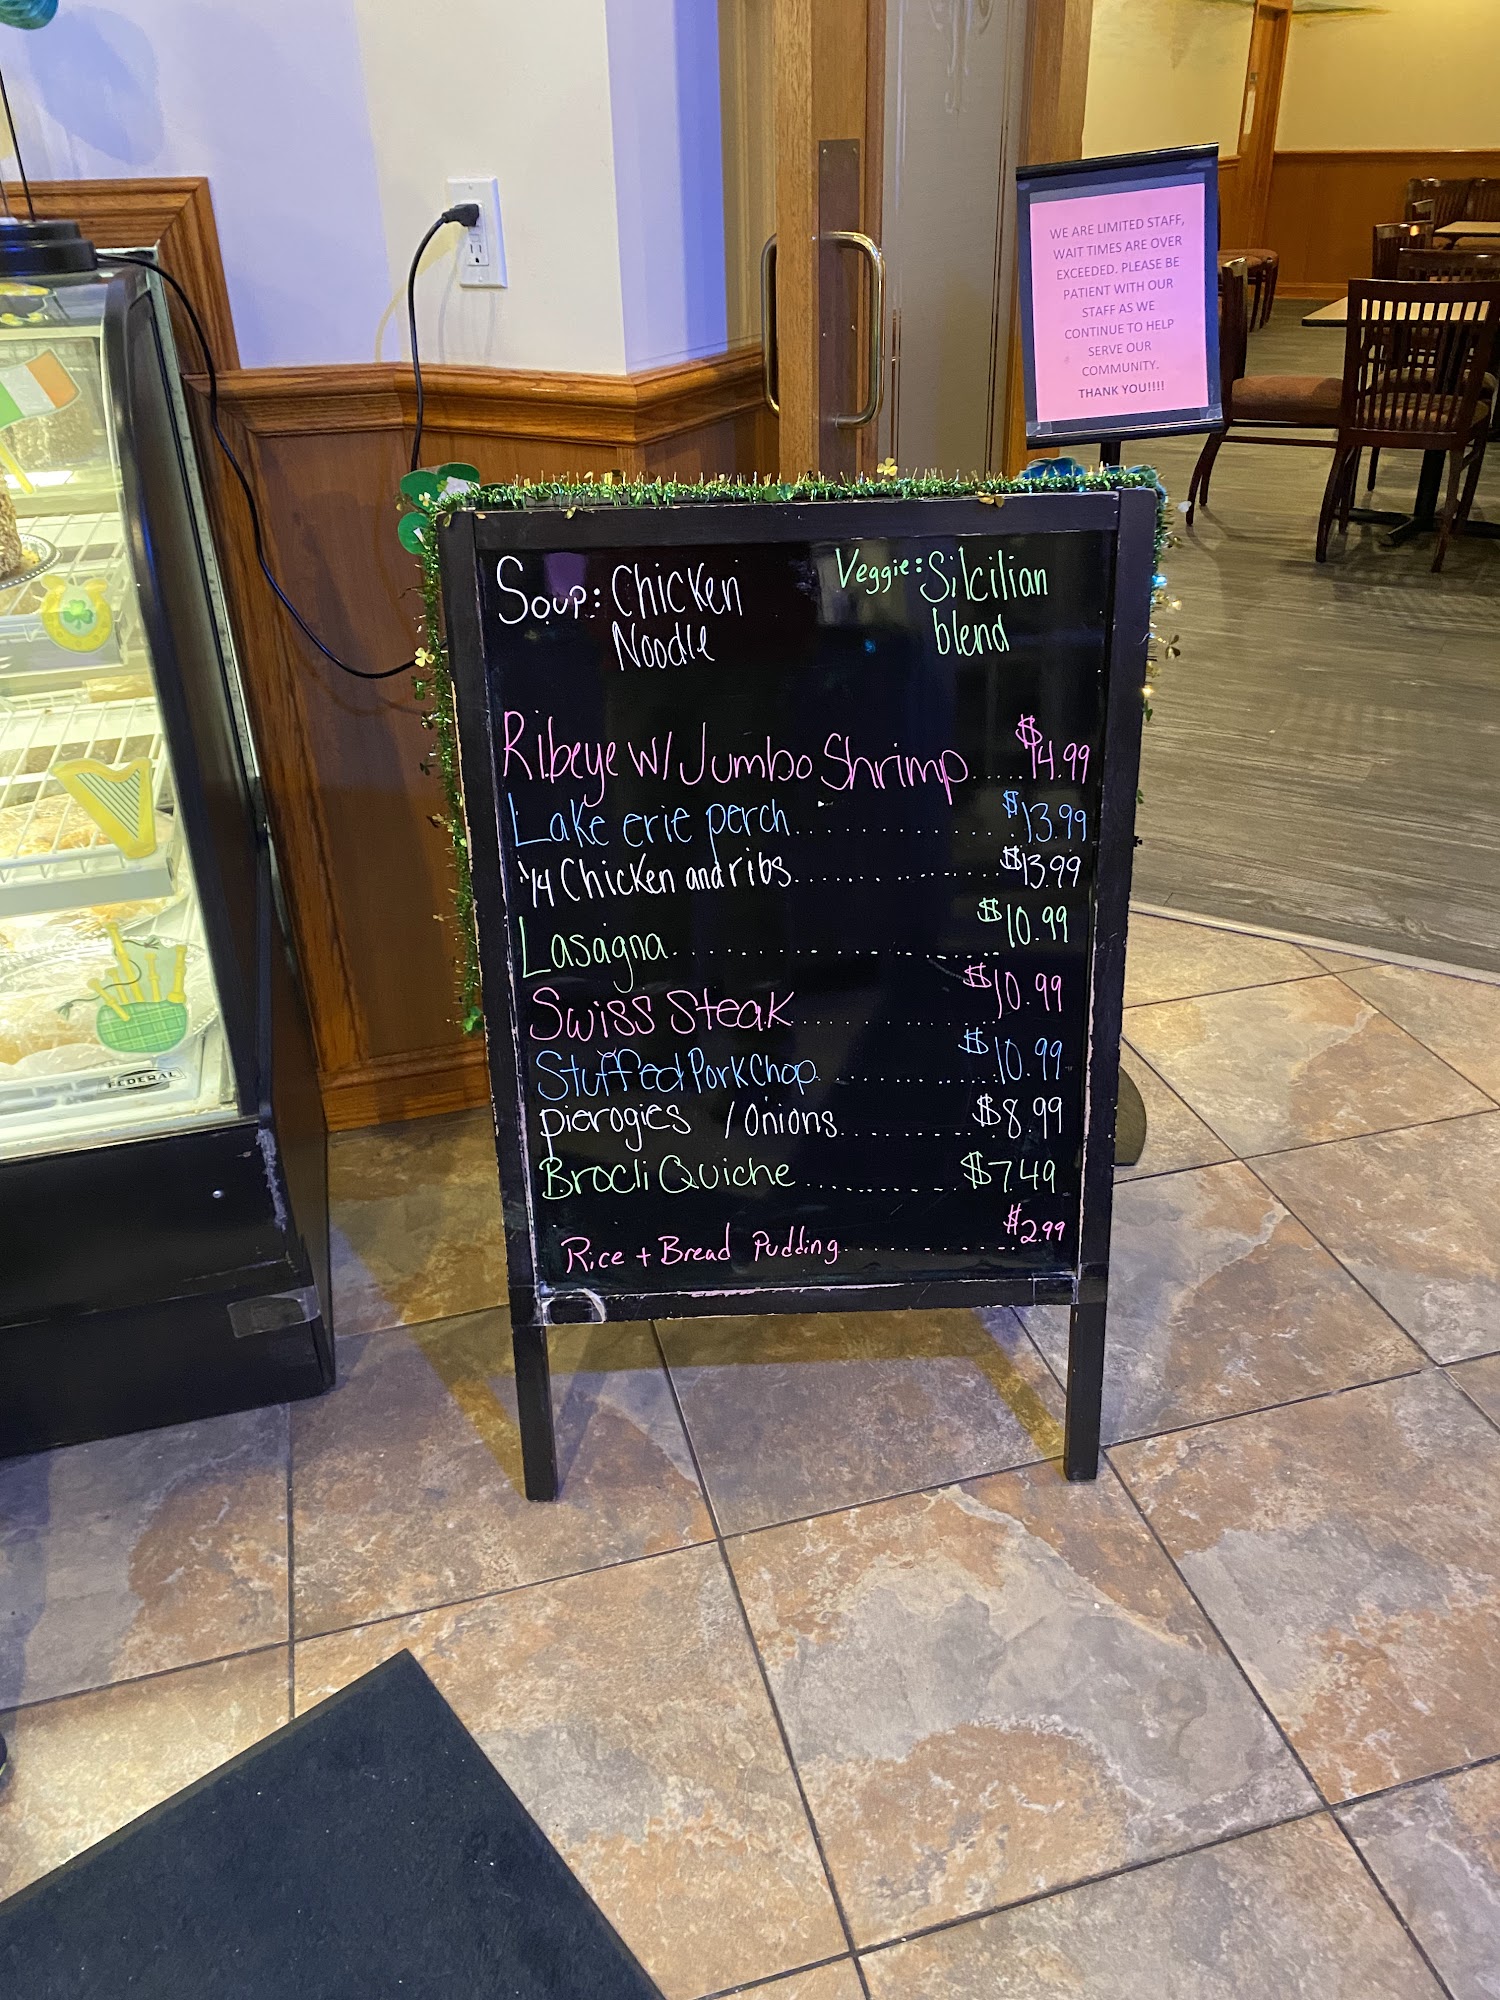 WE ARE LIMITED STAFF,
WAIT TIMES ARE OVER
EXCEEDED. PLEASE BE
PATIENT WITH OUR
STAFF AS WE
CONTINUE TO HELP
SERVE OUR
COMMUNITY.
THANK YOU!!!!
Soup: Chicken
Noodle
Veggie: Silcilian
blend
Ribeye w/ Jumbo Shrimp.....$14.99
Lake erie perch.............$13.99
1/4 Chicken and ribs.............$13.99
Lasagna.............$10.99
Swiss Steak.............$10.99
Stuffed Pork Chop.............$10.99
pierogies /Onions.............$8.99
Brocli Quiche.............$7.49
Rice + Bread Pudding.............$2.99
FEDERAL